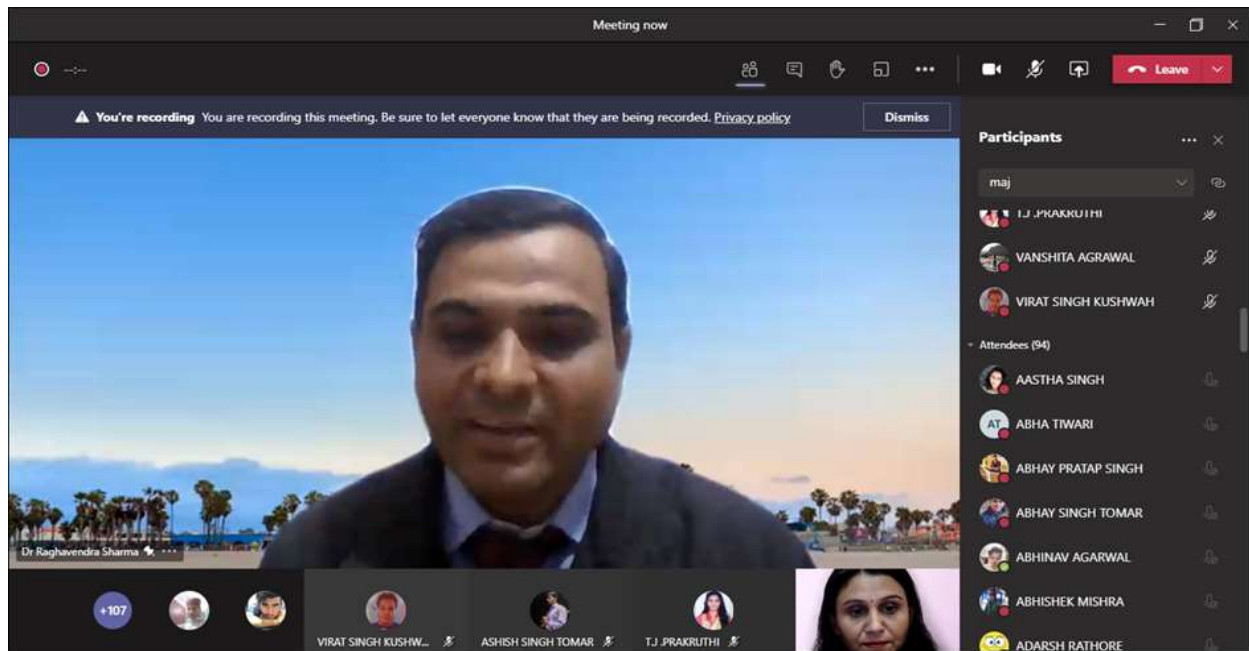 Meeting now
--:--
Leave
You're recording You are recording this meeting. Be sure to let everyone know that they are being recorded. Privacy policy
Dismiss
Participants
maj
T.J .PRAKRUTHI
VANSHITA AGRAWAL
VIRAT SINGH KUSHWAH
Attendees (94)
AASTHA SINGH
AT ABHA TIWARI
ABHAY PRATAP SINGH
ABHAY SINGH TOMAR
ABHINAV AGARWAL
ABHISHEK MISHRA
ADARSH RATHORE
Dr Raghavendra Sharma
+107
VIRAT SINGH KUSHW...
ASHISH SINGH TOMAR
T.J .PRAKRUTHI